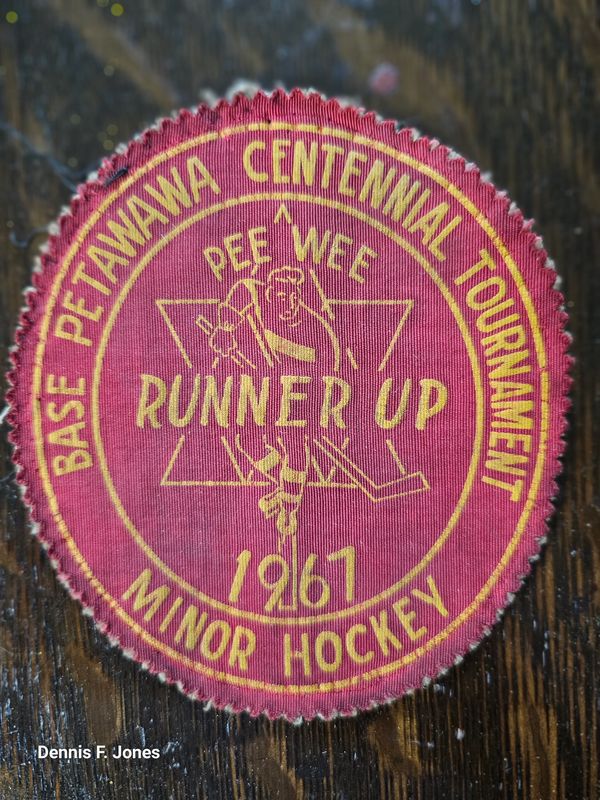 BASE PETAWAWA CENTENNIAL TOURNAMENT
PEE WEE
RUNNER UP
1967
MINOR HOCKEY
Dennis F. Jones